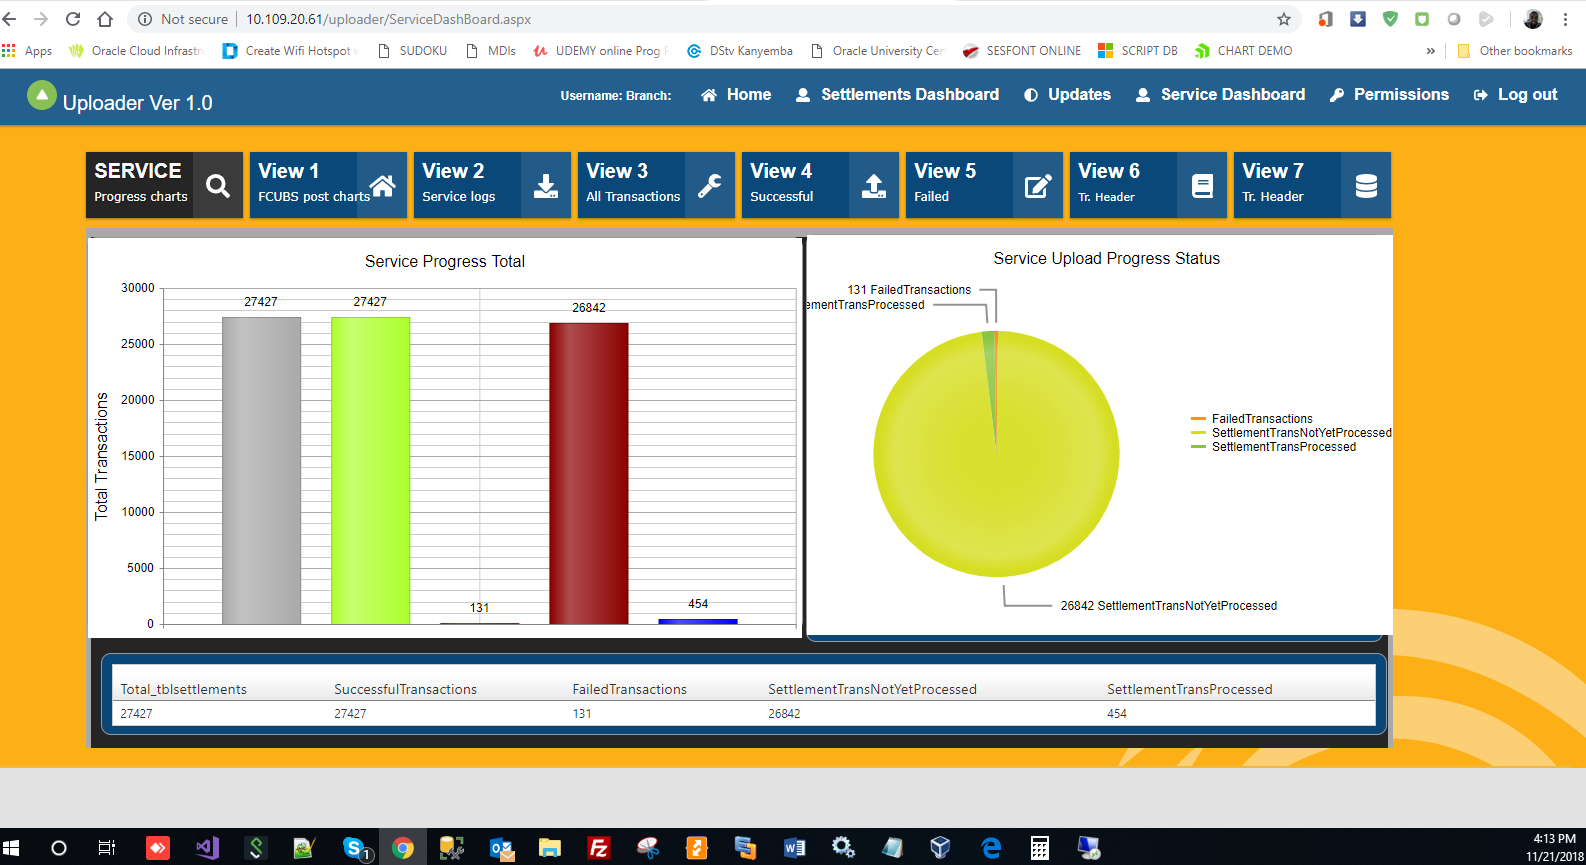 Not secure | 10.109.20.61/uploader/ServiceDashBoard.aspx
Apps Oracle Cloud Infrastru Create Wifi Hotspot v SUDOKU MDIs UDEMY online Prog DStv Kanyemba Oracle University Cer SESFONT ONLINE SCRIPT DB CHART DEMO » Other bookmarks
Uploader Ver 1.0 Username: Branch: Home Settlements Dashboard Updates Service Dashboard Permissions Log out
SERVICE View 1 View 2 View 3 View 4 View 5 View 6 View 7
Progress charts FCUBS post charts Service logs All Transactions Successful Failed Tr. Header Tr. Header
Service Progress Total
Total Transactions
30000
25000
20000
15000
10000
5000
0
27427 27427 131 26842 454
Service Upload Progress Status
131 FailedTransactions
ementTransProcessed
26842 SettlementTransNotYetProcessed
FailedTransactions
SettlementTransNotYetProcessed
SettlementTransProcessed
Total_tblsettlements SuccessfulTransactions FailedTransactions SettlementTransNotYetProcessed SettlementTransProcessed
27427 27427 131 26842 454
1
4:13 PM
11/21/2018